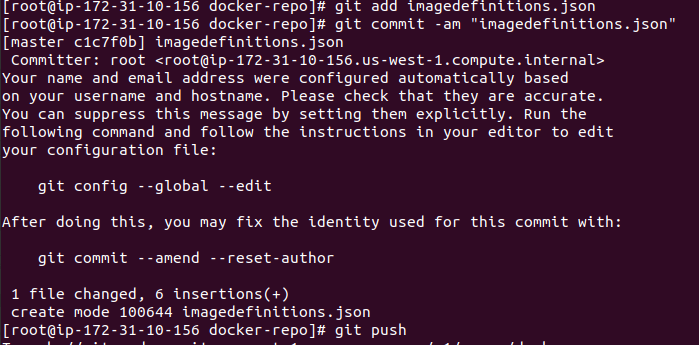 [root@ip-172-31-10-156 docker-repo]# git add imagedefinitions.json
[root@ip-172-31-10-156 docker-repo]# git commit -am "imagedefinitions.json"
[master c1c7f0b] imagedefinitions.json
 Committer: root <root@ip-172-31-10-156.us-west-1.compute.internal>
Your name and email address were configured automatically based
on your username and hostname. Please check that they are accurate.
You can suppress this message by setting them explicitly. Run the
following command and follow the instructions in your editor to edit
your configuration file:

    git config --global --edit

After doing this, you may fix the identity used for this commit with:

    git commit --amend --reset-author

 1 file changed, 6 insertions(+)
 create mode 100644 imagedefinitions.json
[root@ip-172-31-10-156 docker-repo]# git push